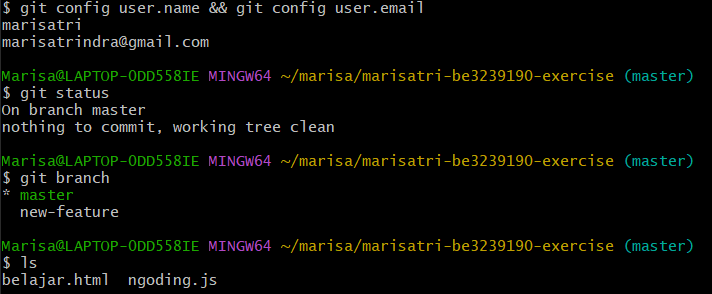 $ git config user.name && git config user.email
marisatri
marisatrindra@gmail.com
Marisa@LAPTOP-0DD558IE MINGW64 ~/marisa/marisatri-be3239190-exercise (master)
$ git status
On branch master
nothing to commit, working tree clean
Marisa@LAPTOP-0DD558IE MINGW64 ~/marisa/marisatri-be3239190-exercise (master)
$ git branch
* master
  new-feature
Marisa@LAPTOP-0DD558IE MINGW64 ~/marisa/marisatri-be3239190-exercise (master)
$ ls
belajar.html  ngoding.js